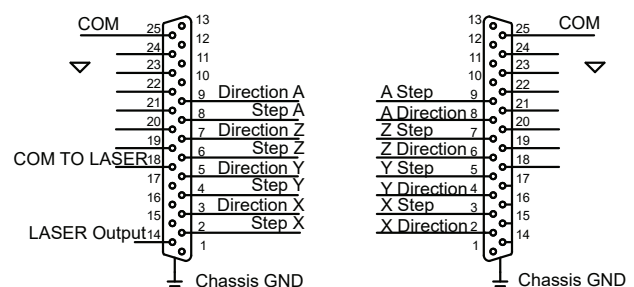 COM
25
24
23
22
21
20
19
COM TO LASER 18
17
16
15
LASER Output 14
13
12
11
10
9 Direction A
8 Step A
7 Direction Z
6 Step Z
5 Direction Y
4 Step Y
3 Direction X
2 Step X
1
Chassis GND
13
12
11
10
A Step 9
A Direction 8
Z Step 7
Z Direction 6
Y Step 5
Y Direction 4
X Step 3
X Direction 2
1
COM
25
24
23
22
21
20
19
18
17
16
15
14
Chassis GND